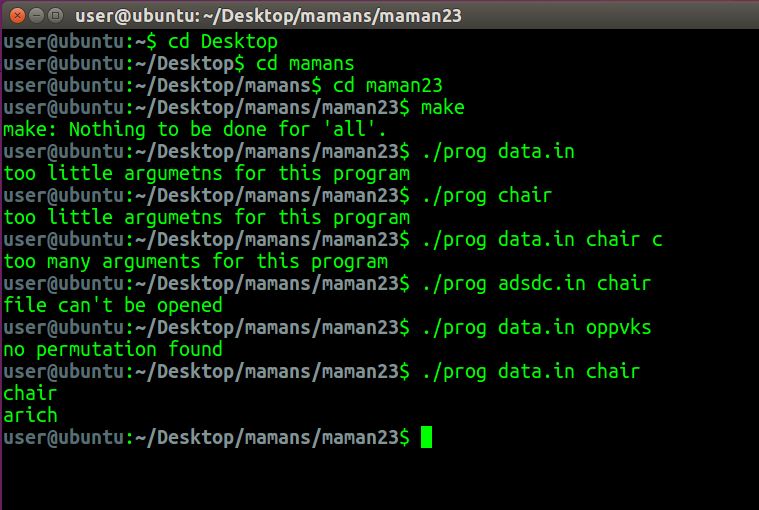 user@ubuntu: ~/Desktop/mamans/maman23
user@ubuntu:~$ cd Desktop
user@ubuntu:~/Desktop$ cd mamans
user@ubuntu:~/Desktop/mamans$ cd maman23
user@ubuntu:~/Desktop/mamans/maman23$ make
make: Nothing to be done for 'all'.
user@ubuntu:~/Desktop/mamans/maman23$ ./prog data.in
too little argumetns for this program
user@ubuntu:~/Desktop/mamans/maman23$ ./prog chair
too little argumetns for this program
user@ubuntu:~/Desktop/mamans/maman23$ ./prog data.in chair c
too many arguments for this program
user@ubuntu:~/Desktop/mamans/maman23$ ./prog adsdc.in chair
file can't be opened
user@ubuntu:~/Desktop/mamans/maman23$ ./prog data.in oppvks
no permutation found
user@ubuntu:~/Desktop/mamans/maman23$ ./prog data.in chair
chair
arich
user@ubuntu:~/Desktop/mamans/maman23$